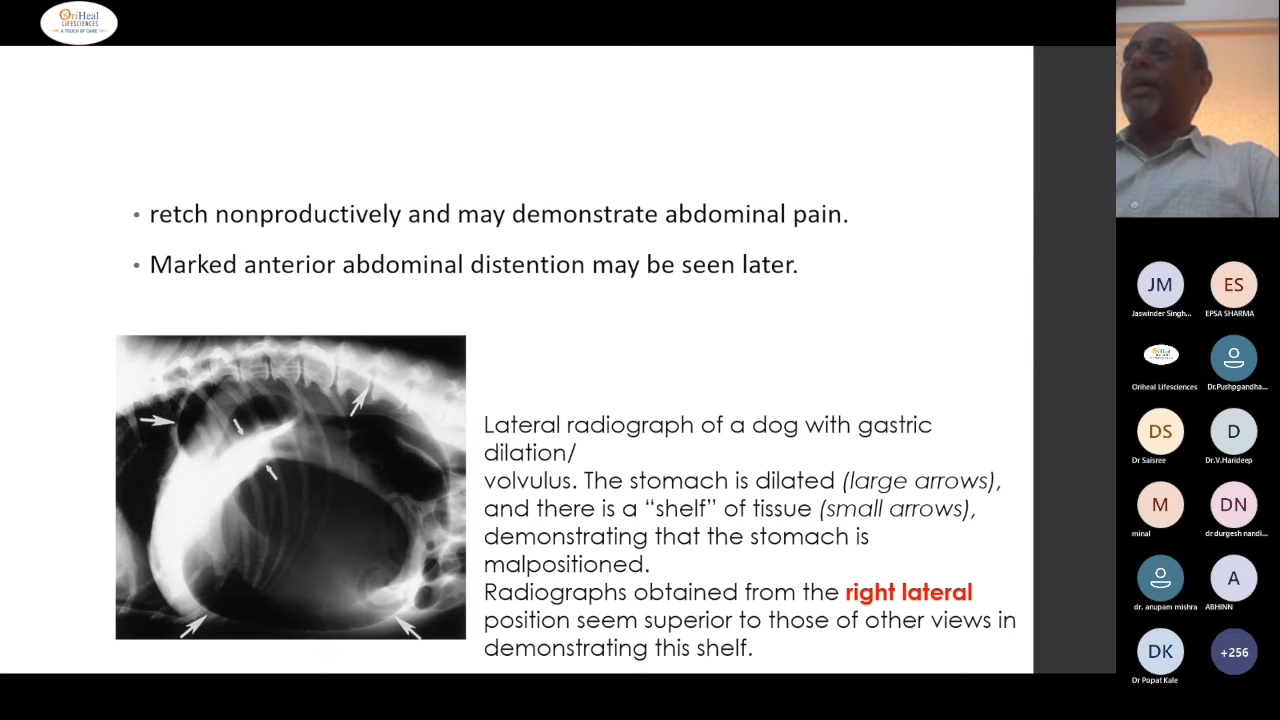 OriHeal
LIFESCIENCES
A TOUCH OF CARE
• retch nonproductively and may demonstrate abdominal pain.
• Marked anterior abdominal distention may be seen later.
Lateral radiograph of a dog with gastric
dilation/
volvulus. The stomach is dilated (large arrows),
and there is a “shelf” of tissue (small arrows),
demonstrating that the stomach is
malpositioned.
Radiographs obtained from the right lateral
position seem superior to those of other views in
demonstrating this shelf.
JM
Jaswinder Singh...
ES
EPSA SHARMA
Oriheal Lifesciences
Dr.Pushpgandha...
DS
Dr Saisree
D
Dr.V.Harideep
M
minal
DN
dr durgesh nandi...
dr. anupam mishra
A
ABHINN
DK
Dr Popat Kale
+256